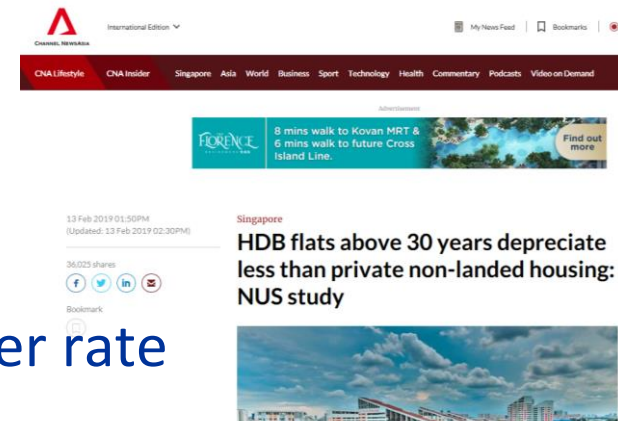 CHANNEL NEWSASIA
International Edition
My News Feed
Bookmarks
CNA Lifestyle CNA Insider Singapore Asia World Business Sport Technology Health Commentary Podcasts Video on Demand
Advertisement
FLORENCE
8 mins walk to Kovan MRT &
6 mins walk to future Cross
Island Line.
Find out
more
13 Feb 2019 01:50PM
(Updated: 13 Feb 2019 02:30PM)
36,025 shares
Bookmark
Singapore
HDB flats above 30 years depreciate
less than private non-landed housing:
NUS study
er rate